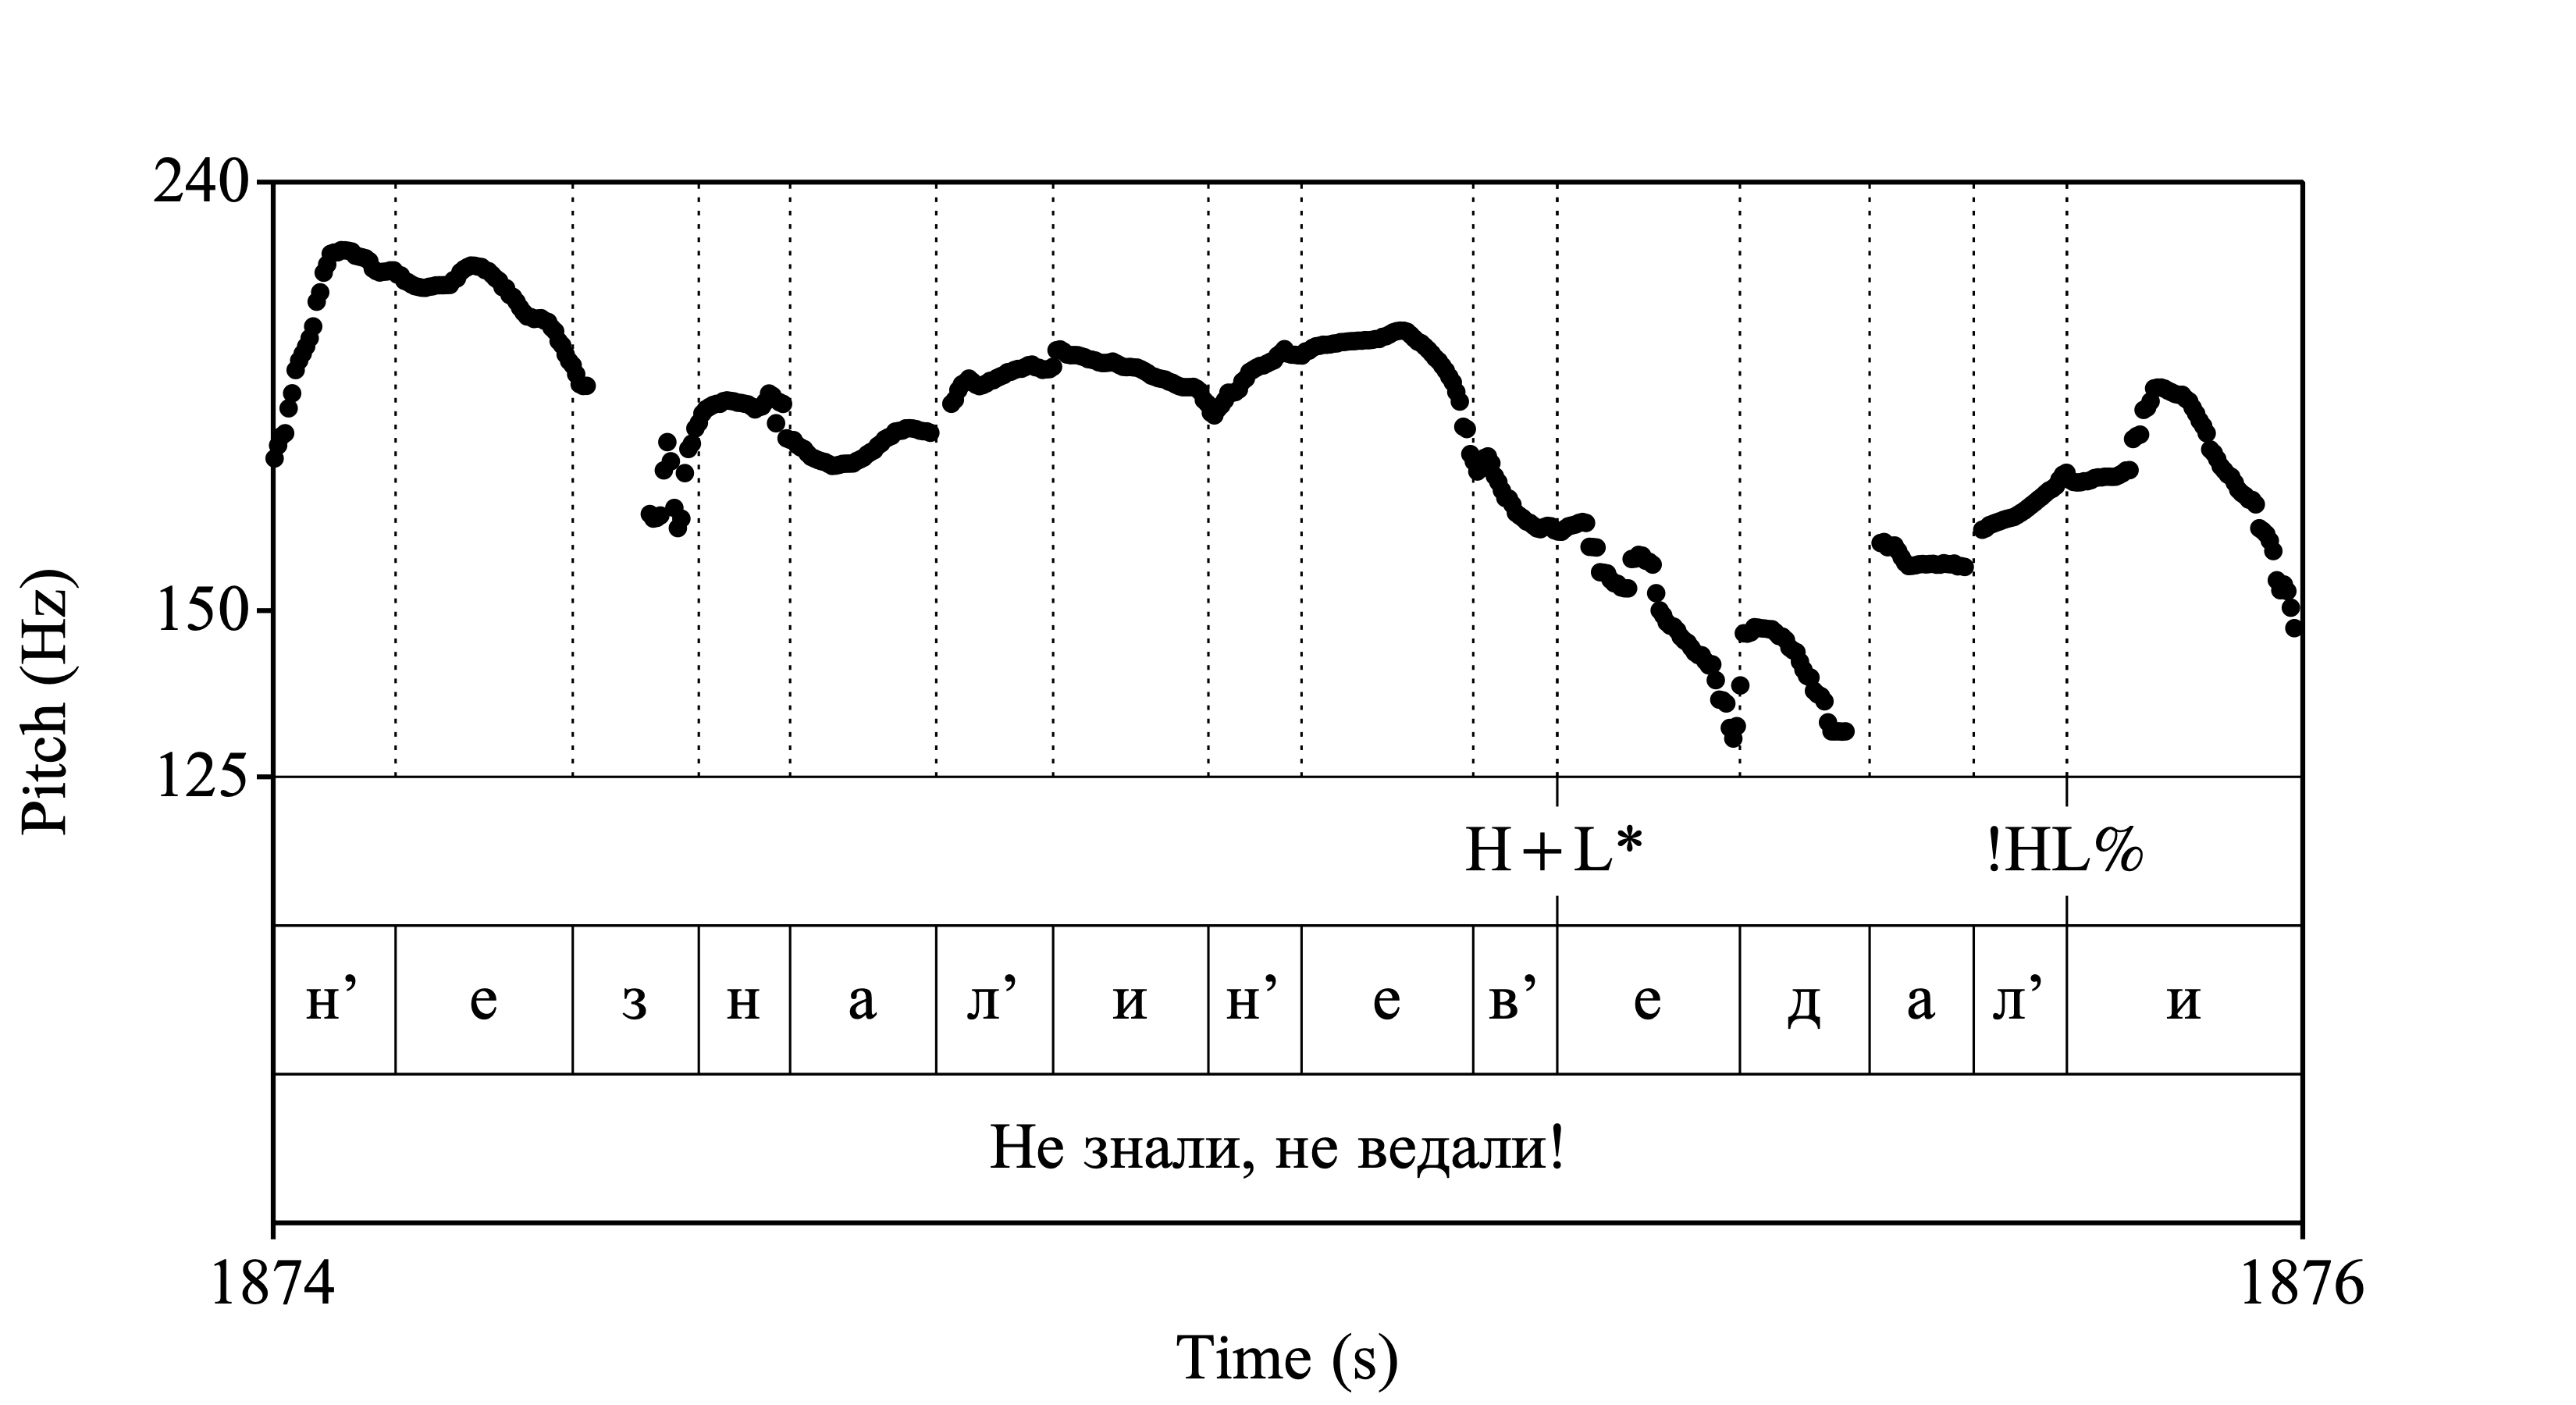 240
150
125
Pitch (Hz)
H+L* !HL%
н’ е з н а л’ и н’ е в’ е д а л’ и
Не знали, не ведали!
1874 1876
Time (s)